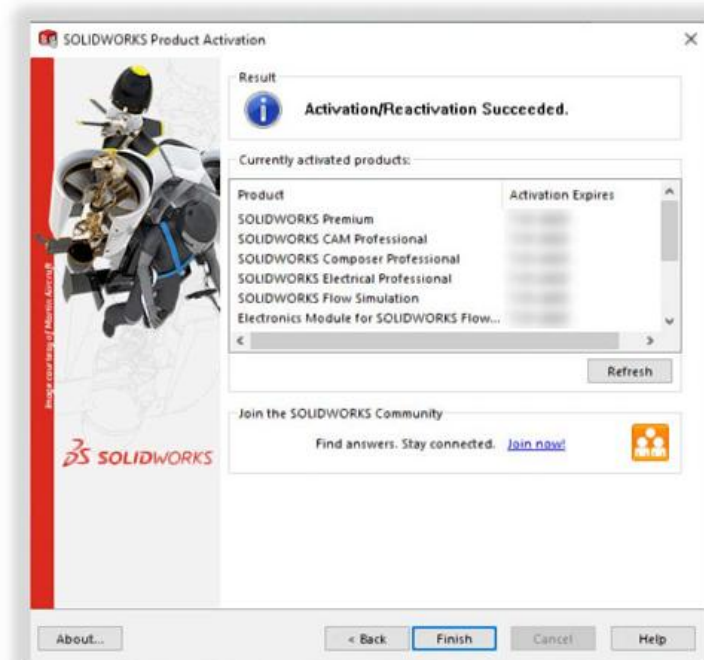 SOLIDWORKS Product Activation
Image courtesy of Martin Aircraft
SOLIDWORKS
Result
Activation/Reactivation Succeeded.
Currently activated products:
Product Activation Expires
SOLIDWORKS Premium
SOLIDWORKS CAM Professional
SOLIDWORKS Composer Professional
SOLIDWORKS Electrical Professional
SOLIDWORKS Flow Simulation
Electronics Module for SOLIDWORKS Flow...
Refresh
Join the SOLIDWORKS Community
Find answers. Stay connected. Join now!
About... < Back Finish Cancel Help